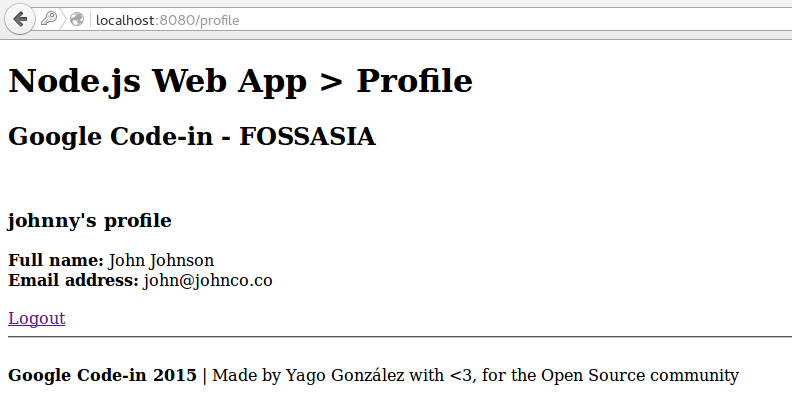 localhost:8080/profile
Node.js Web App > Profile
Google Code-in - FOSSASIA
johnny's profile
Full name: John Johnson
Email address: john@johnco.co
Logout
Google Code-in 2015 | Made by Yago González with <3, for the Open Source community